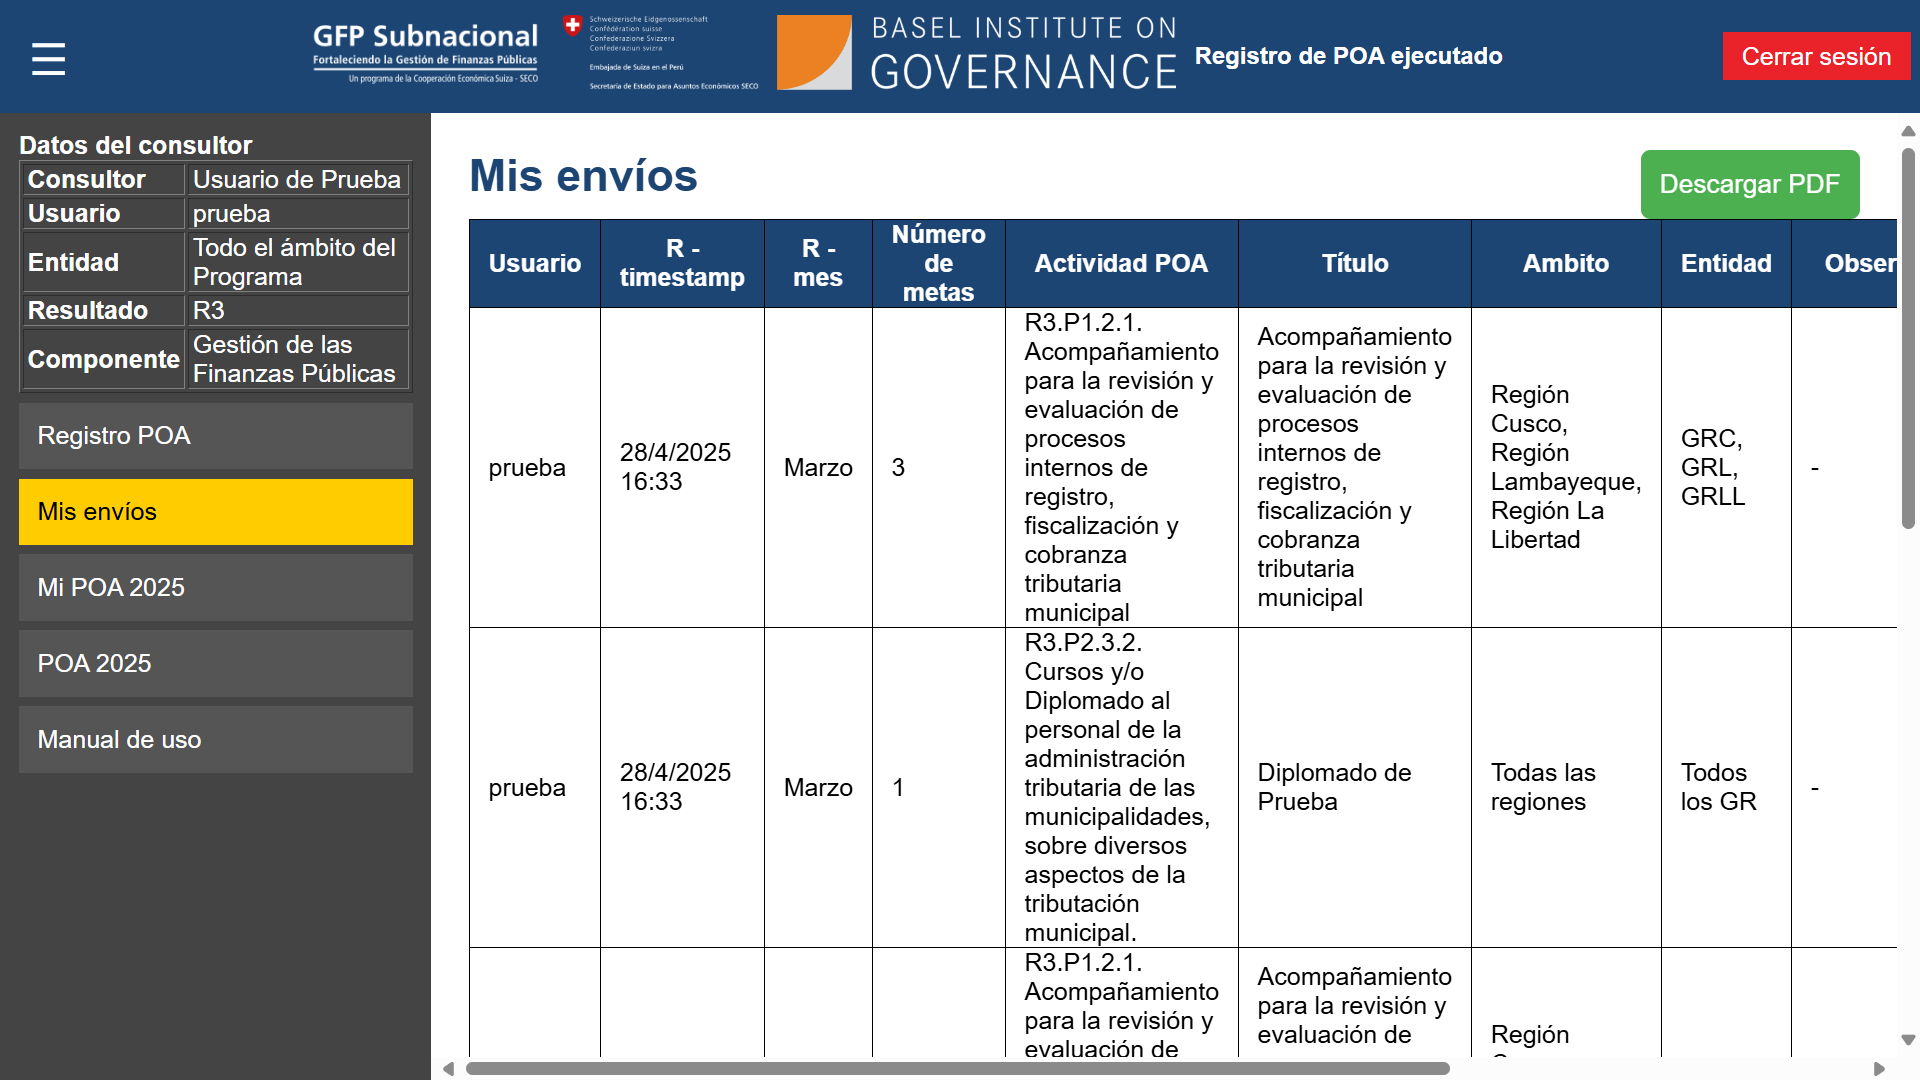 GFP Subnacional
Fortaleciendo la Gestión de Finanzas Públicas
Un programa de la Cooperación Económica Suiza - SECO
Schweizerische Eidgenossenschaft
Confédération suisse
Confederazione Svizzera
Confederaziun svizra
Embajada de Suiza en el Perú
Secretaría de Estado para Asuntos Económicos SECO
BASEL INSTITUTE ON
GOVERNANCE
Registro de POA ejecutado
Cerrar sesión
Datos del consultor
Consultor Usuario de Prueba
Usuario prueba
Entidad Todo el ámbito del
Programa
Resultado R3
Componente Gestión de las
Finanzas Públicas
Registro POA
Mis envíos
Mi POA 2025
POA 2025
Manual de uso
Mis envíos
Descargar PDF
Usuario
R -
timestamp
R -
mes
Número
de
metas
Actividad POA
Título
Ambito
Entidad
Obser
prueba
28/4/2025
16:33
Marzo
3
R3.P1.2.1.
Acompañamiento
para la revisión y
evaluación de
procesos
internos de
registro,
fiscalización y
cobranza
tributaria
municipal
Acompañamiento
para la revisión y
evaluación de
procesos
internos de
registro,
fiscalización y
cobranza
tributaria
municipal
Región
Cusco,
Región
Lambayeque,
Región La
Libertad
GRC,
GRL,
GRLL
-
prueba
28/4/2025
16:33
Marzo
1
R3.P2.3.2.
Cursos y/o
Diplomado al
personal de la
administración
tributaria de las
municipalidades,
sobre diversos
aspectos de la
tributación
municipal.
Diplomado de
Prueba
Todas las
regiones
Todos
los GR
-
R3.P1.2.1.
Acompañamiento
para la revisión y
evaluación de
Acompañamiento
para la revisión y
evaluación de
Región